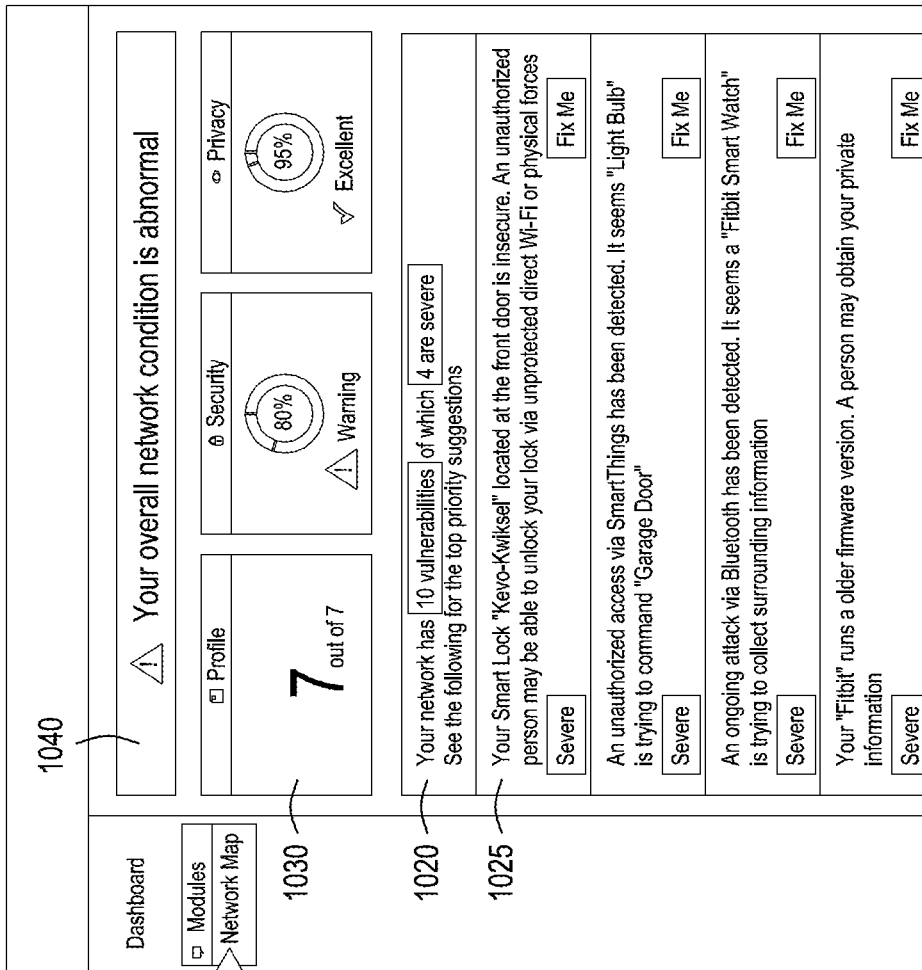 1040
Dashboard
Modules
Network Map
Your overall network condition is abnormal
1030
Profile
7 out of 7
Security
80%
Warning
Privacy
95%
Excellent
1020
Your network has 10 vulnerabilities of which 4 are severe
See the following for the top priority suggestions
1025
Your Smart Lock "Kevo-Kwiksel" located at the front door is insecure. An unauthorized
person may be able to unlock your lock via unprotected direct Wi-Fi or physical forces
Severe Fix Me
An unauthorized access via SmartThings has been detected. It seems "Light Bulb"
is trying to command "Garage Door"
Severe Fix Me
An ongoing attack via Bluetooth has been detected. It seems a "Fitbit Smart Watch"
is trying to collect surrounding information
Severe Fix Me
Your "Fitbit" runs a older firmware version. A person may obtain your private
information
Severe Fix Me